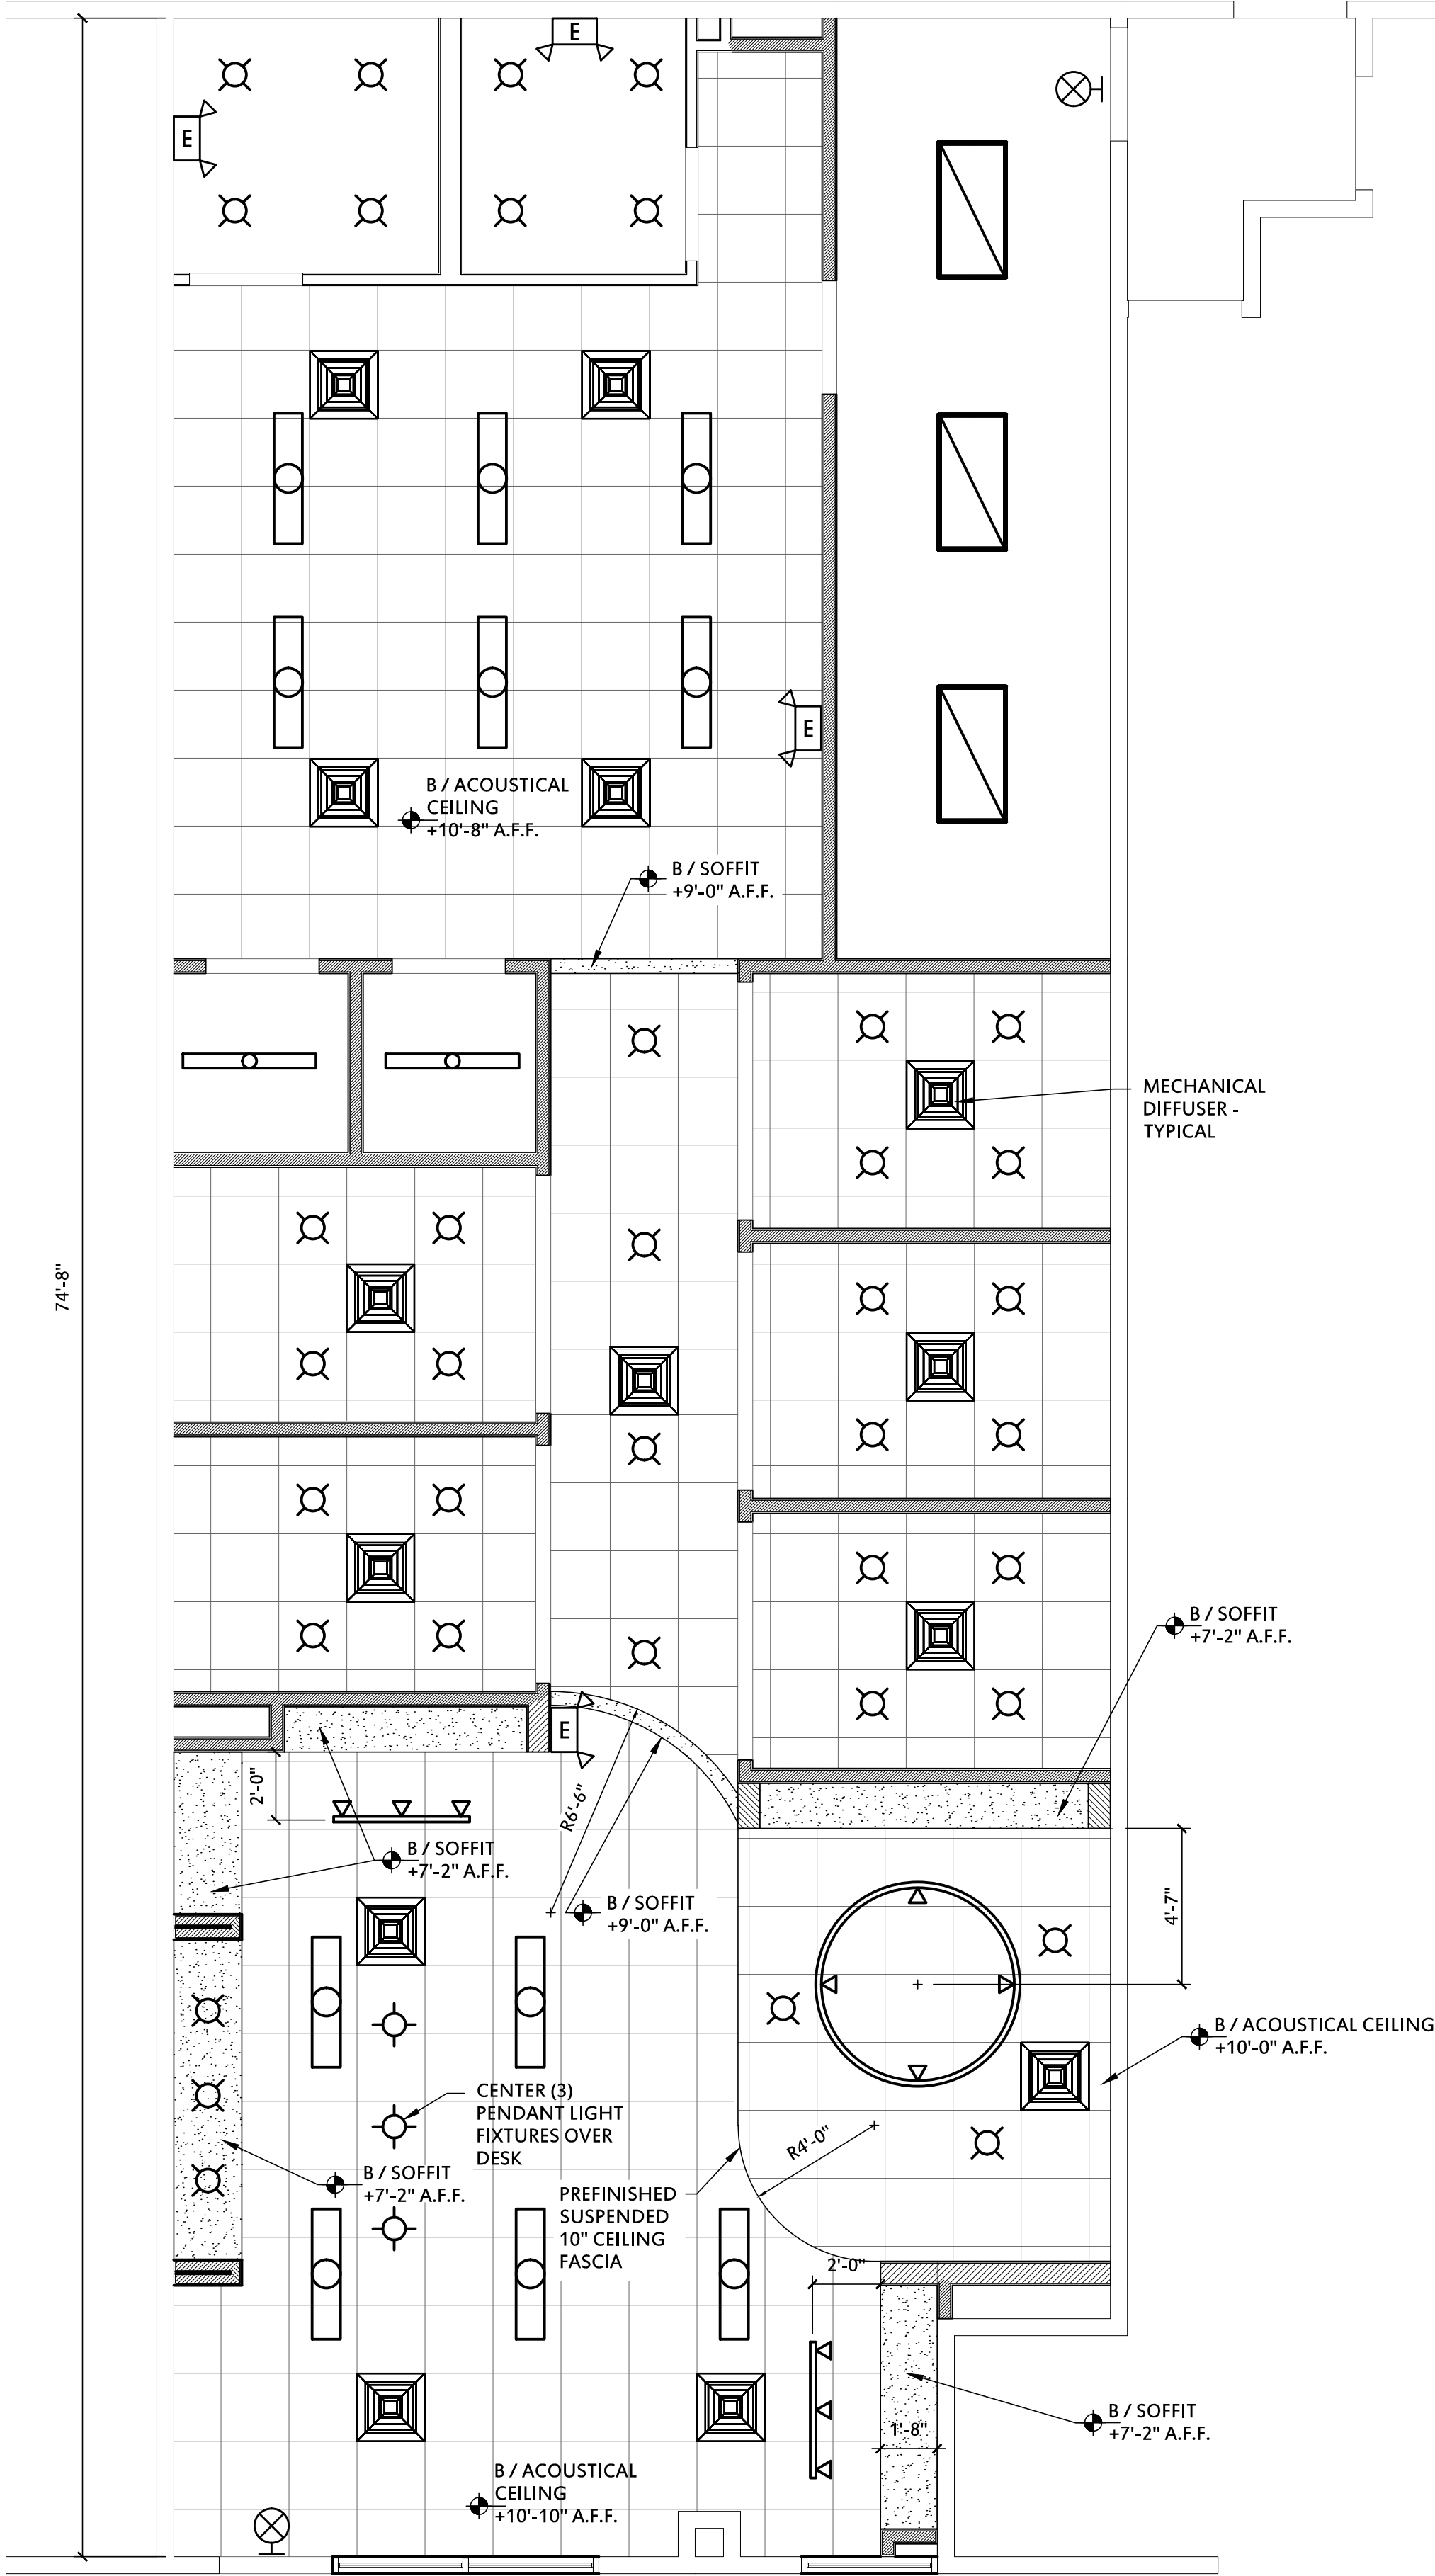 E
E
E
B / ACOUSTICAL
CEILING
+10'-8" A.F.F.
B / SOFFIT
+9'-0" A.F.F.
MECHANICAL
DIFFUSER -
TYPICAL
74'-8"
B / SOFFIT
+7'-2" A.F.F.
E
2'-0"
R6'-6"
B / SOFFIT
+7'-2" A.F.F.
B / SOFFIT
+9'-0" A.F.F.
4'-7"
B / ACOUSTICAL CEILING
+10'-0" A.F.F.
CENTER (3)
PENDANT LIGHT
FIXTURES OVER
DESK
R4'-0"
B / SOFFIT
+7'-2" A.F.F.
PREFINISHED
SUSPENDED
10" CEILING
FASCIA
2'-0"
B / SOFFIT
+7'-2" A.F.F.
1'-8"
B / ACOUSTICAL
CEILING
+10'-10" A.F.F.